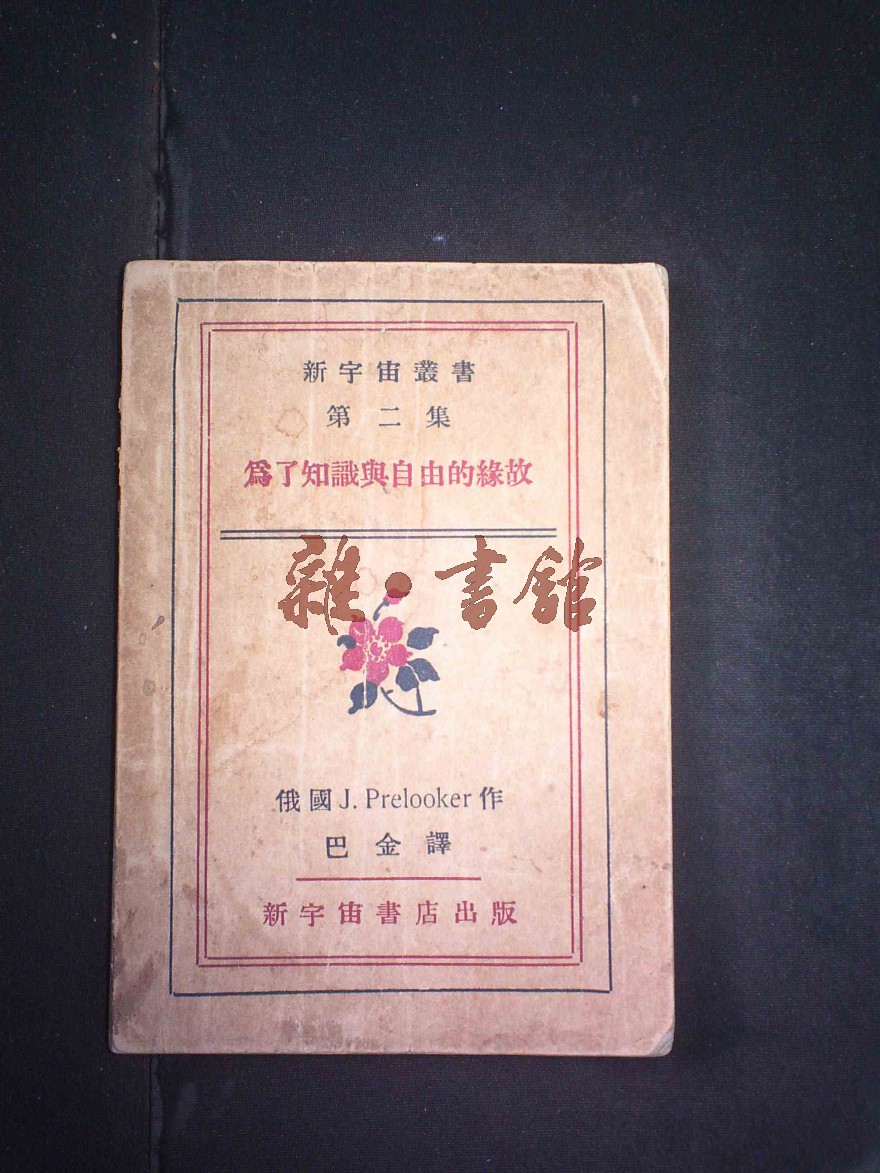 新宇宙叢書
第二集
爲了知識與自由的緣故
雜·書館
俄國J. Prelooker作
巴金譯
新宇宙書店出版